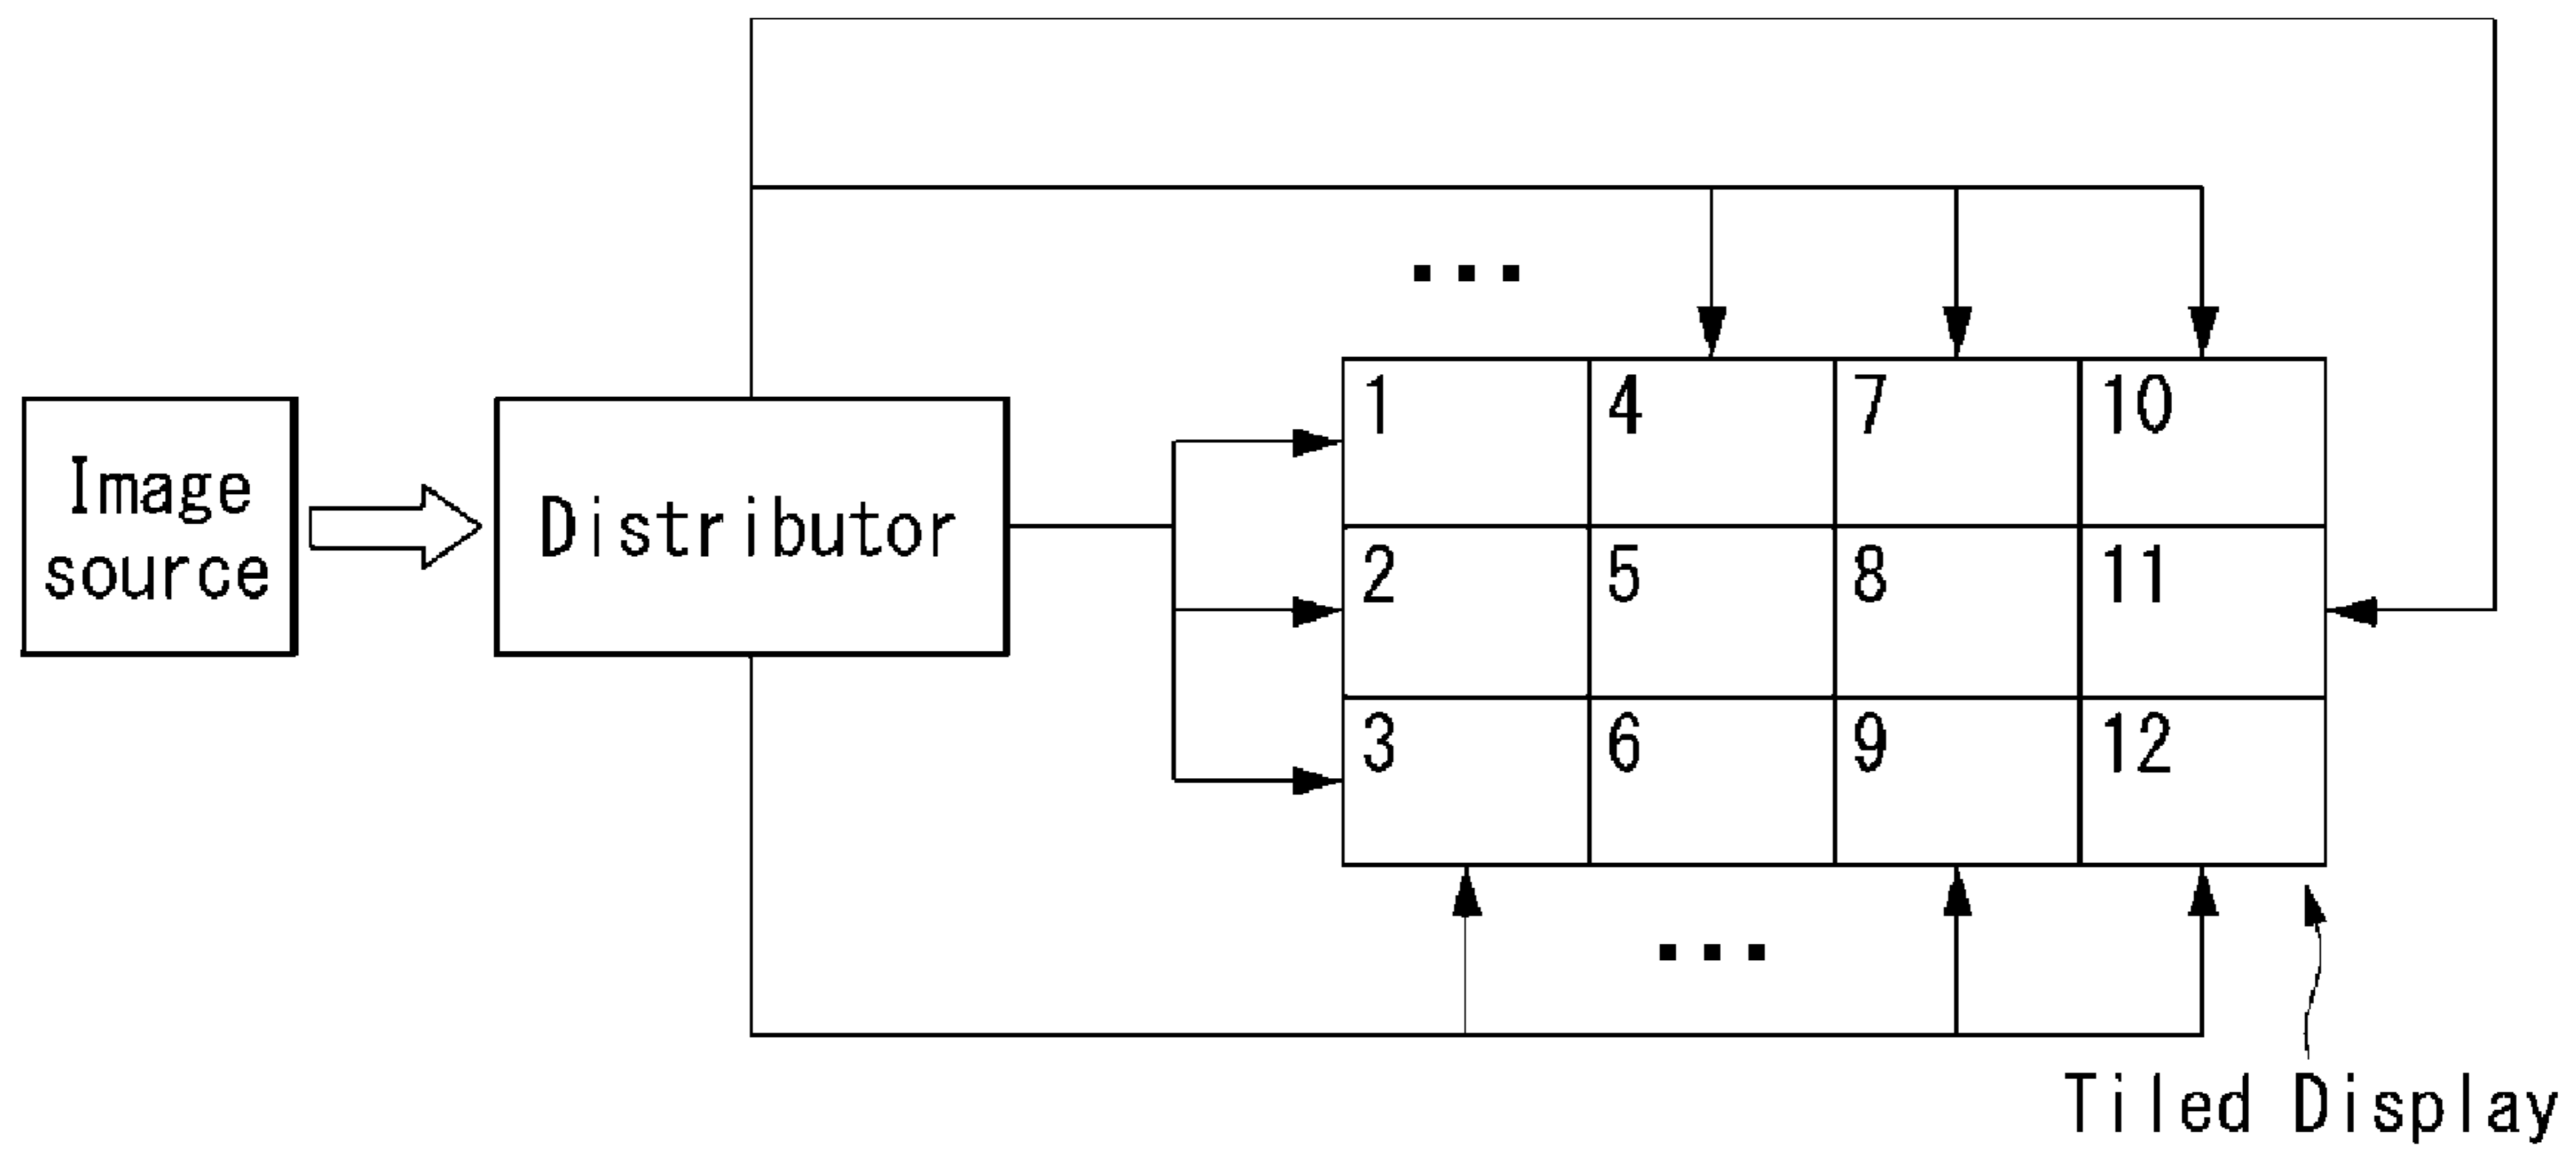 Image
source
Distributor
1 4 7 10
2 5 8 11
3 6 9 12
Tiled Display